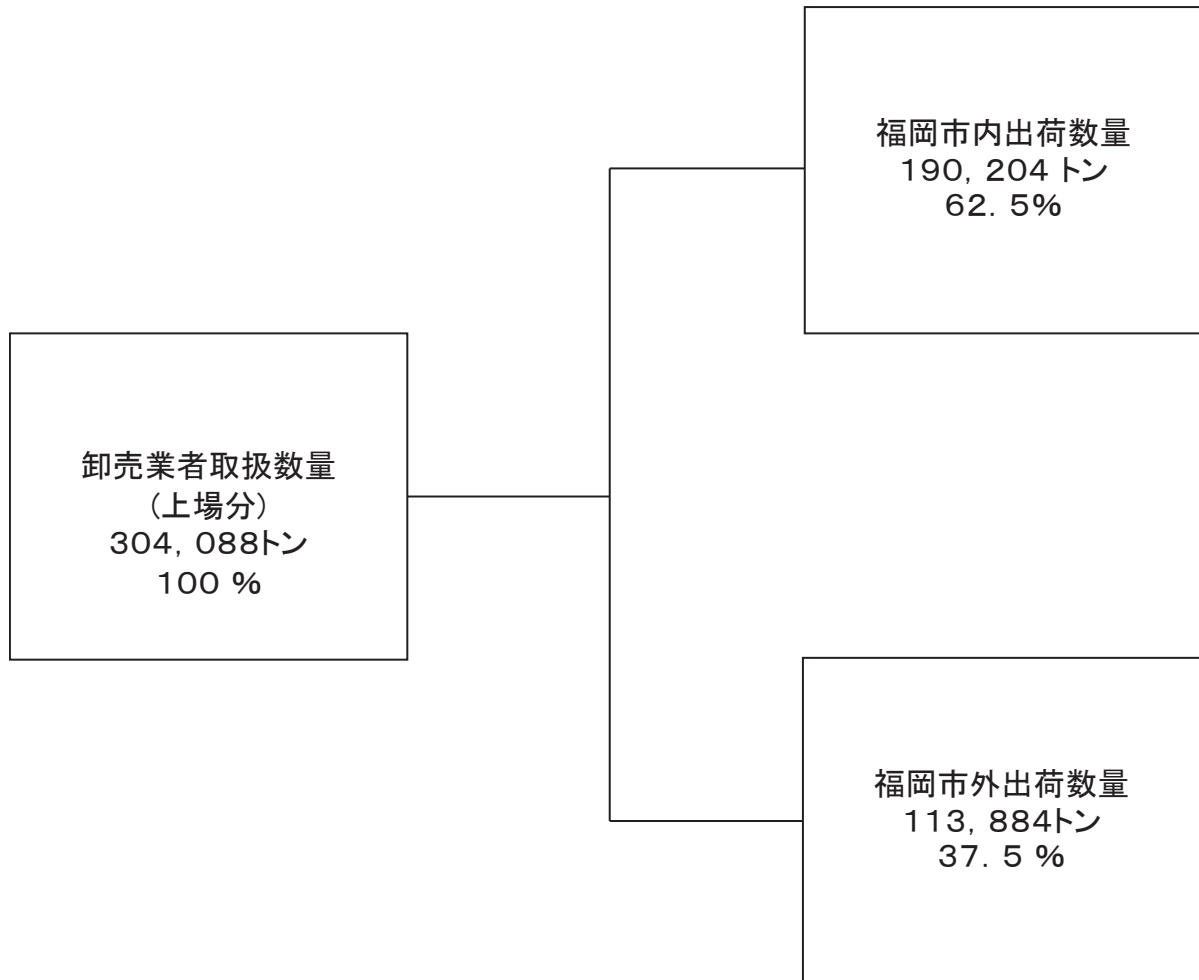 福岡市内出荷数量
190, 204 トン
62. 5%
卸売業者取扱数量
(上場分)
304, 088トン
100 %
福岡市外出荷数量
113, 884トン
37. 5 %